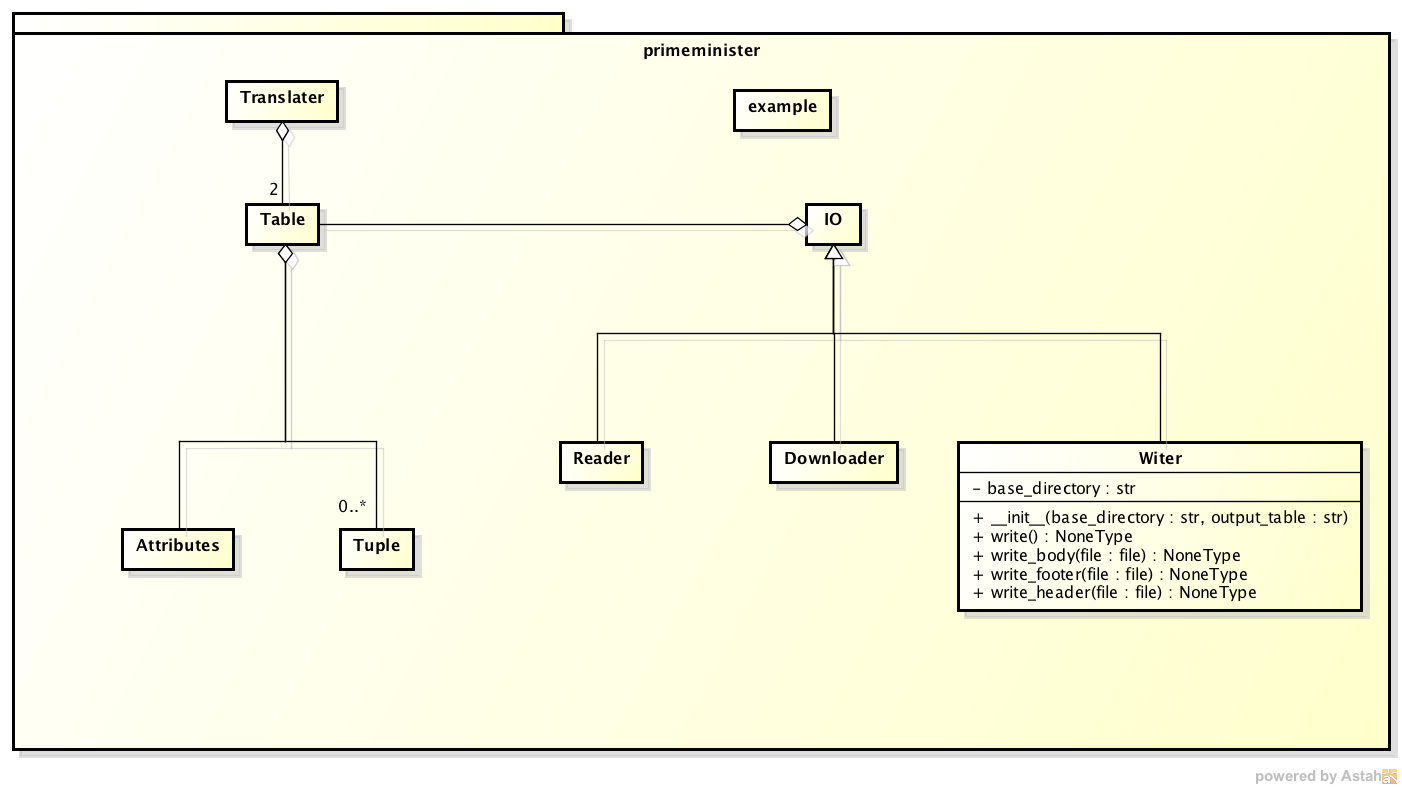 primeminister
Translater
example
2
Table
IO
Reader
Downloader
Witer
- base_directory : str
+ __init__(base_directory : str, output_table : str)
+ write() : NoneType
+ write_body(file : file) : NoneType
+ write_footer(file : file) : NoneType
+ write_header(file : file) : NoneType
0..*
Attributes
Tuple
powered by Astah